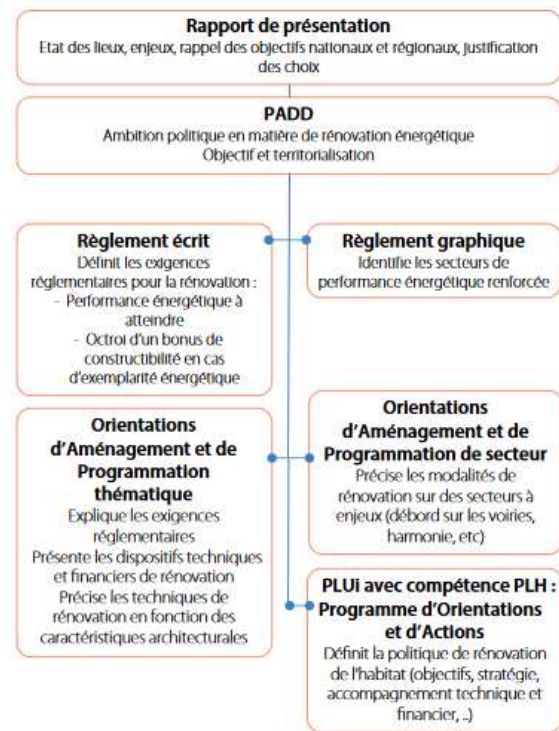 Rapport de présentation
Etat des lieux, enjeux, rappel des objectifs nationaux et régionaux, justification
des choix
PADD
Ambition politique en matière de rénovation énergétique
Objectif et territorialisation
Règlement écrit
Définit les exigences
réglementaires pour la rénovation :
- Performance énergétique à
atteindre
- Octroi d'un bonus de
constructibilité en cas
d'exemplarité énergétique
Règlement graphique
Identifie les secteurs de
performance énergétique renforcée
Orientations
d'Aménagement et de
Programmation
thématique
Explique les exigences
réglementaires
Présente les dispositifs techniques
et financiers de rénovation
Précise les techniques de
rénovation en fonction des
caractéristiques architecturales
Orientations
d'Aménagement et de
Programmation de secteur
Précise les modalités de
rénovation sur des secteurs à
enjeux (débord sur les voiries,
harmonie, etc)
PLUi avec compétence PLH :
Programme d'Orientations
et d'Actions
Définit la politique de rénovation
de l'habitat (objectifs, stratégie,
accompagnement technique et
financier, ...)